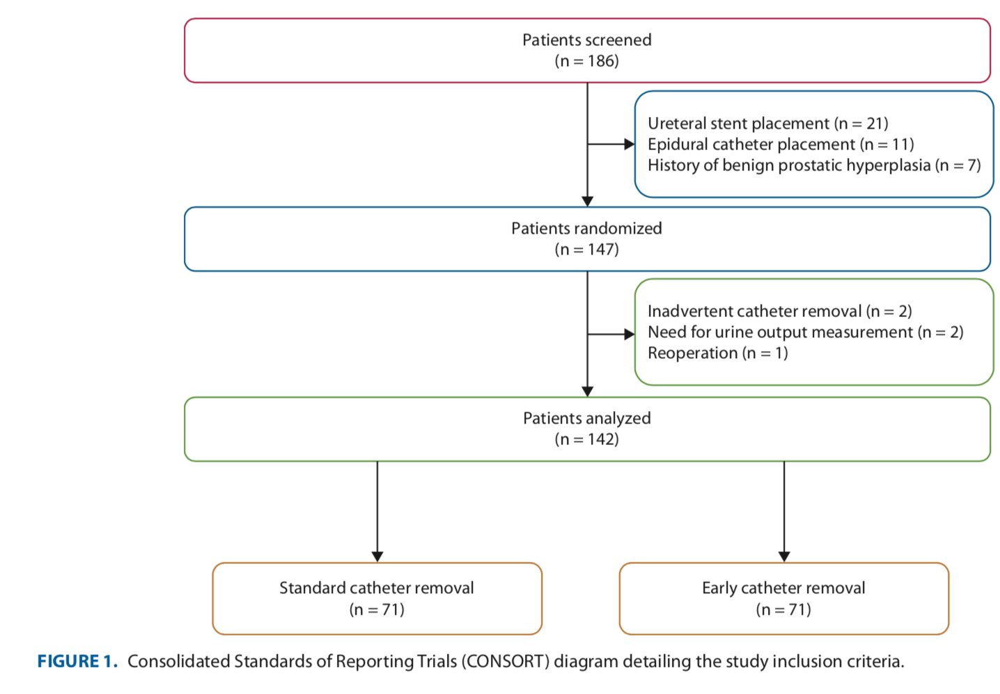 Patients screened
(n = 186)
Ureteral stent placement (n = 21)
Epidural catheter placement (n = 11)
History of benign prostatic hyperplasia (n = 7)
Patients randomized
(n = 147)
Inadvertent catheter removal (n = 2)
Need for urine output measurement (n = 2)
Reoperation (n = 1)
Patients analyzed
(n = 142)
Standard catheter removal
(n = 71)
Early catheter removal
(n = 71)
FIGURE 1. Consolidated Standards of Reporting Trials (CONSORT) diagram detailing the study inclusion criteria.